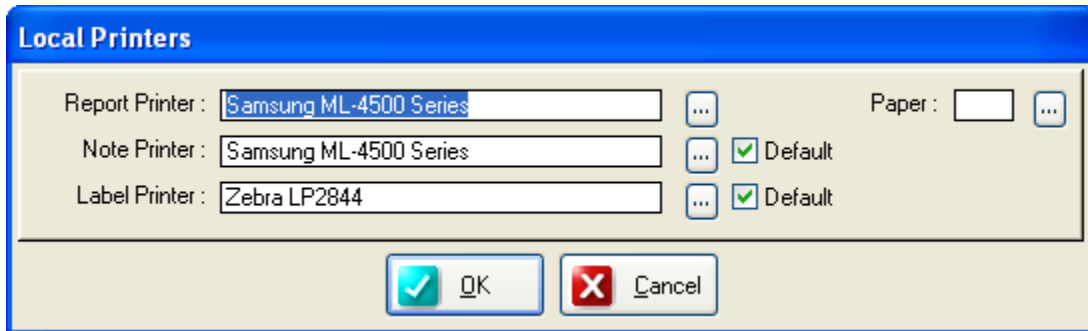 Local Printers
Report Printer : Samsung ML-4500 Series ... Paper : ...
Note Printer : Samsung ML-4500 Series ... Default
Label Printer : Zebra LP2844 ... Default
OK Cancel